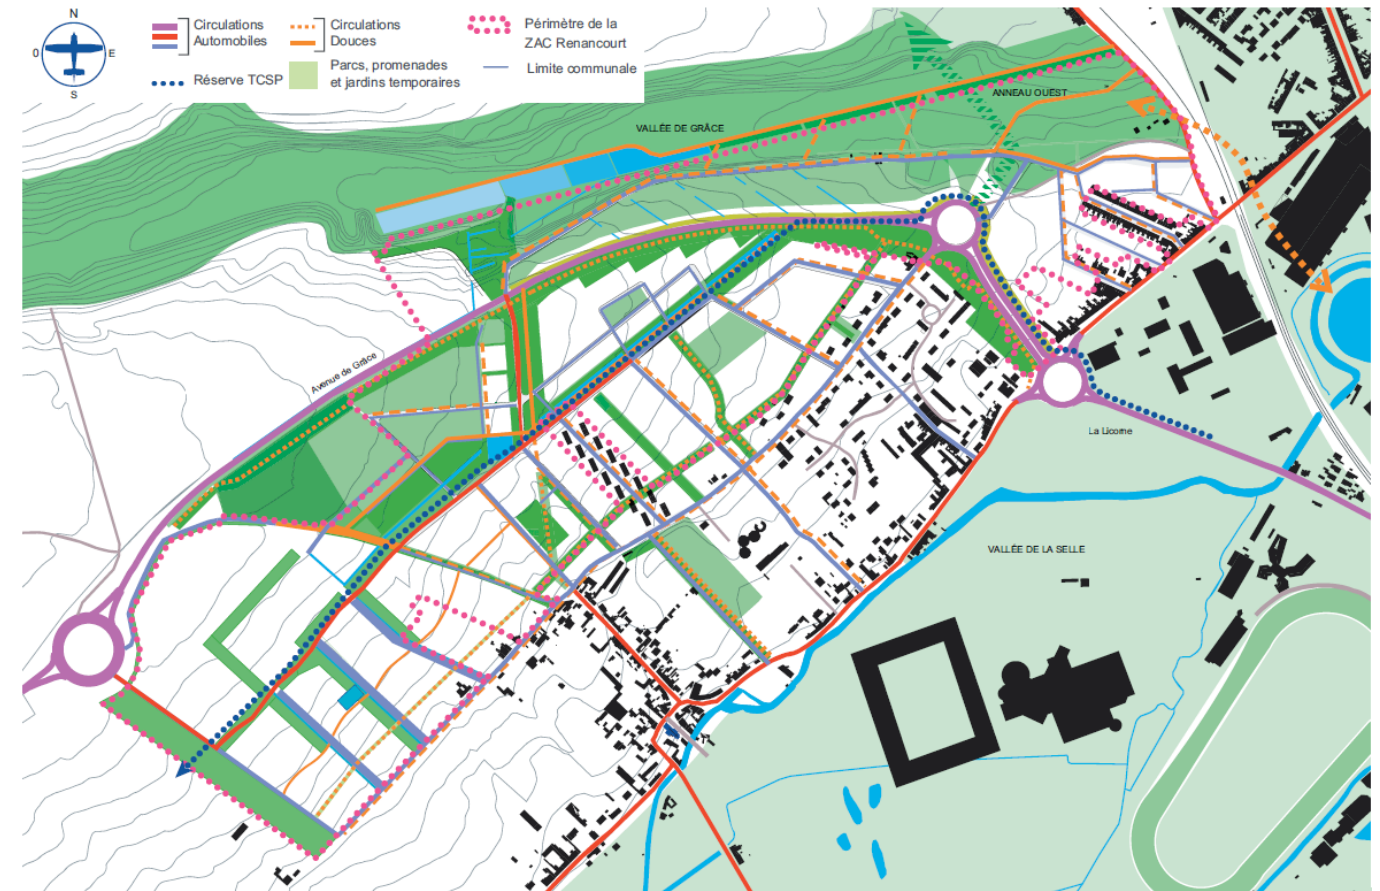 N
O
E
S
Circulations
Automobiles
Réserve TCSP
Circulations
Douces
Parcs, promenades
et jardins temporaires
Périmètre de la
ZAC Renancourt
Limite communale
ANNEAU OUEST
VALLÉE DE GRÂCE
Avenue de Grâce
La Licorne
VALLÉE DE LA SELLE